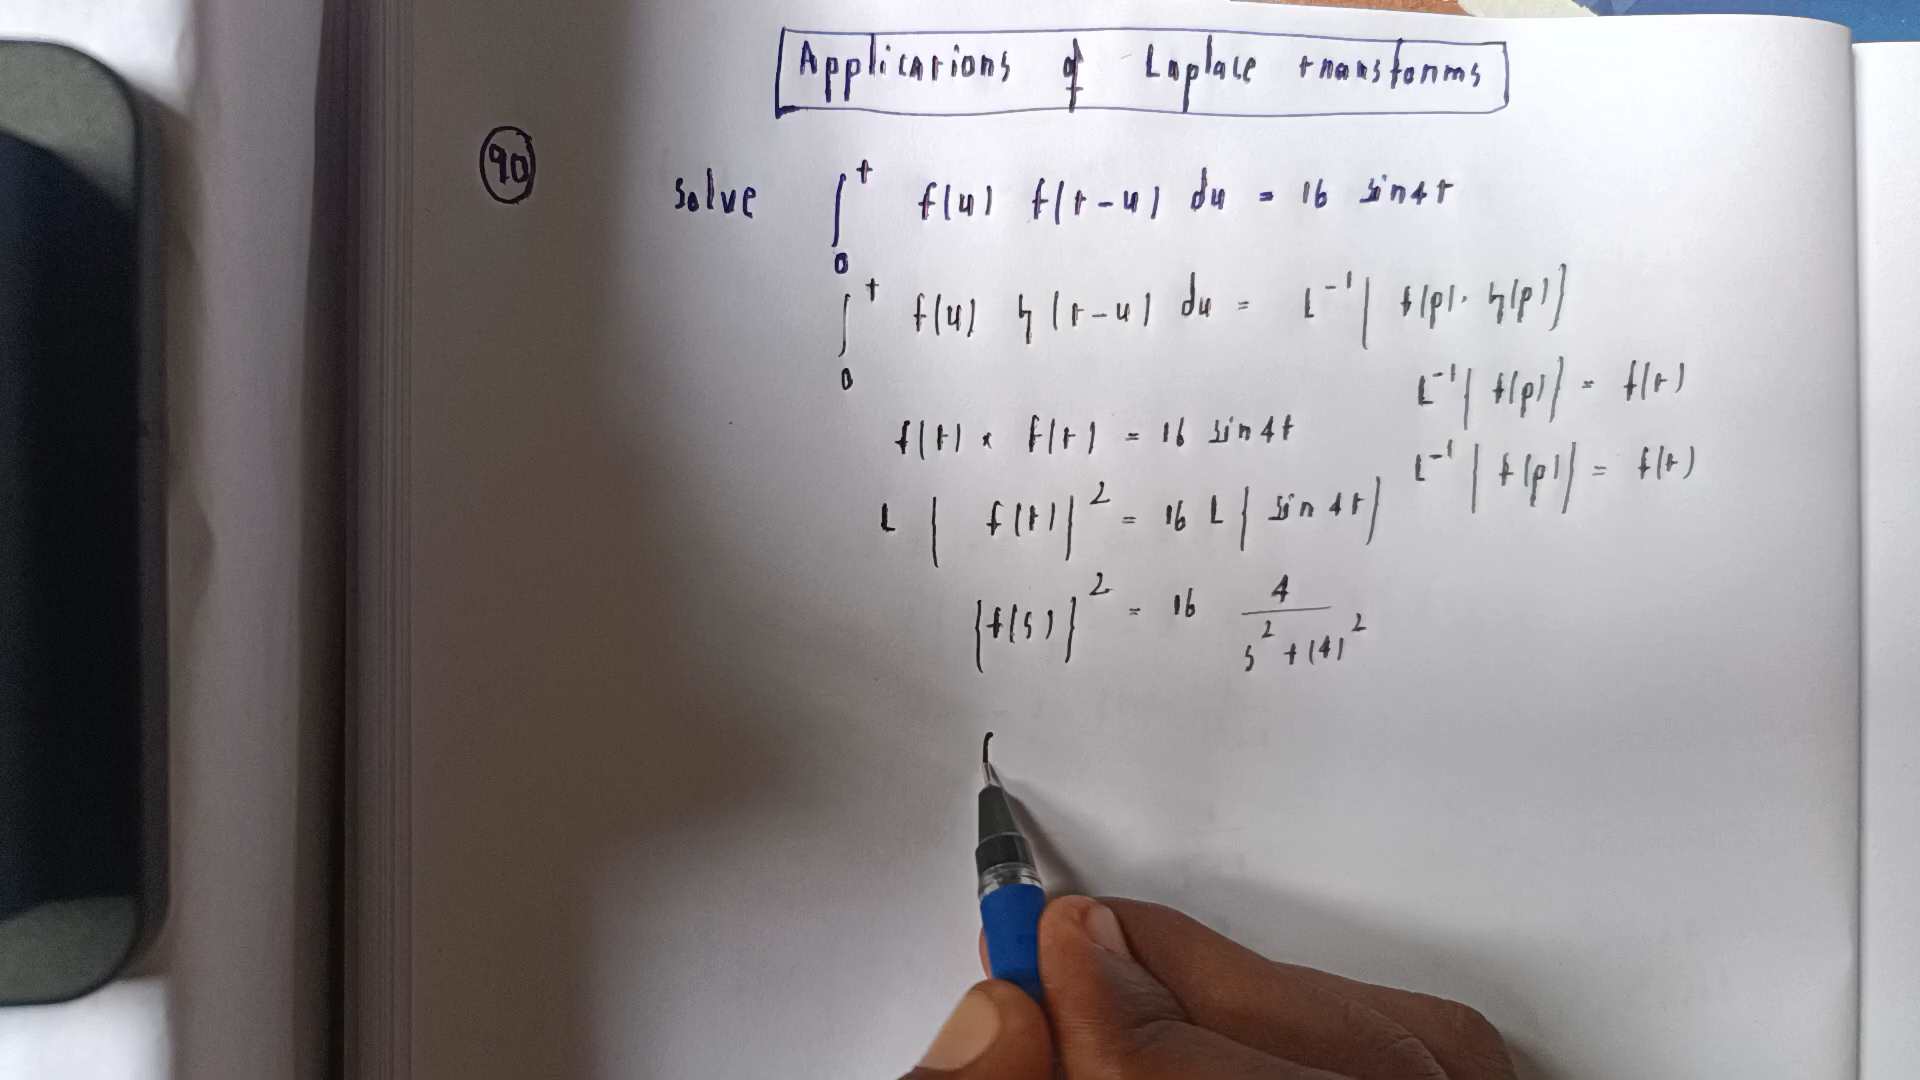 Applications of Laplace transforms
90
Solve ∫₀ᵗ f(u) f(t-u) du = 16 sin4t
∫₀ᵗ f(u) g(t-u) du = L⁻¹{f(p). g(p)}
L⁻¹{f(p)} = f(t)
f(t) * f(t) = 16 sin4t
L⁻¹{f(p)} = f(t)
L{f(t)}² = 16 L{sin4t}
{f(s)}² = 16 4/(s²+(4)²)